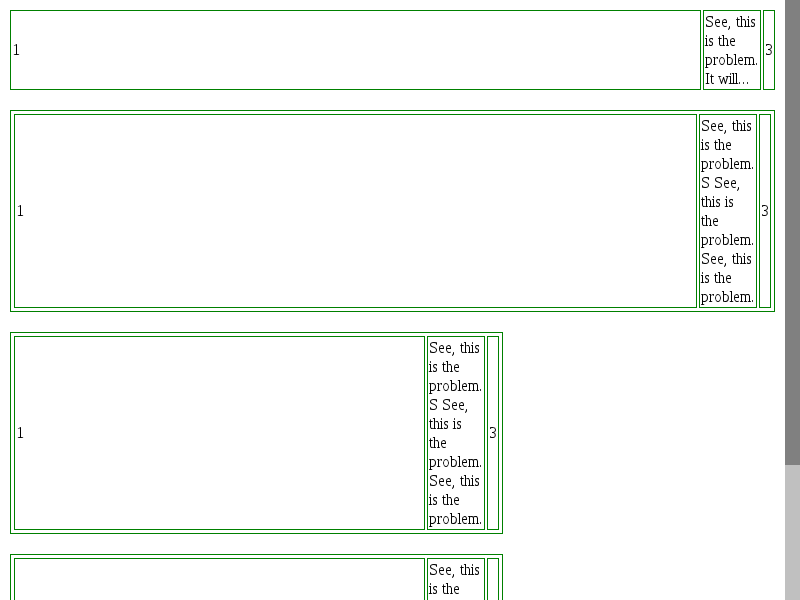 1
See, this
is the
problem.
It will...
3
1
See, this
is the
problem.
S See,
this is
the
problem.
See, this
is the
problem.
3
1
See, this
is the
problem.
S See,
this is
the
problem.
See, this
is the
problem.
3
See, this
is the